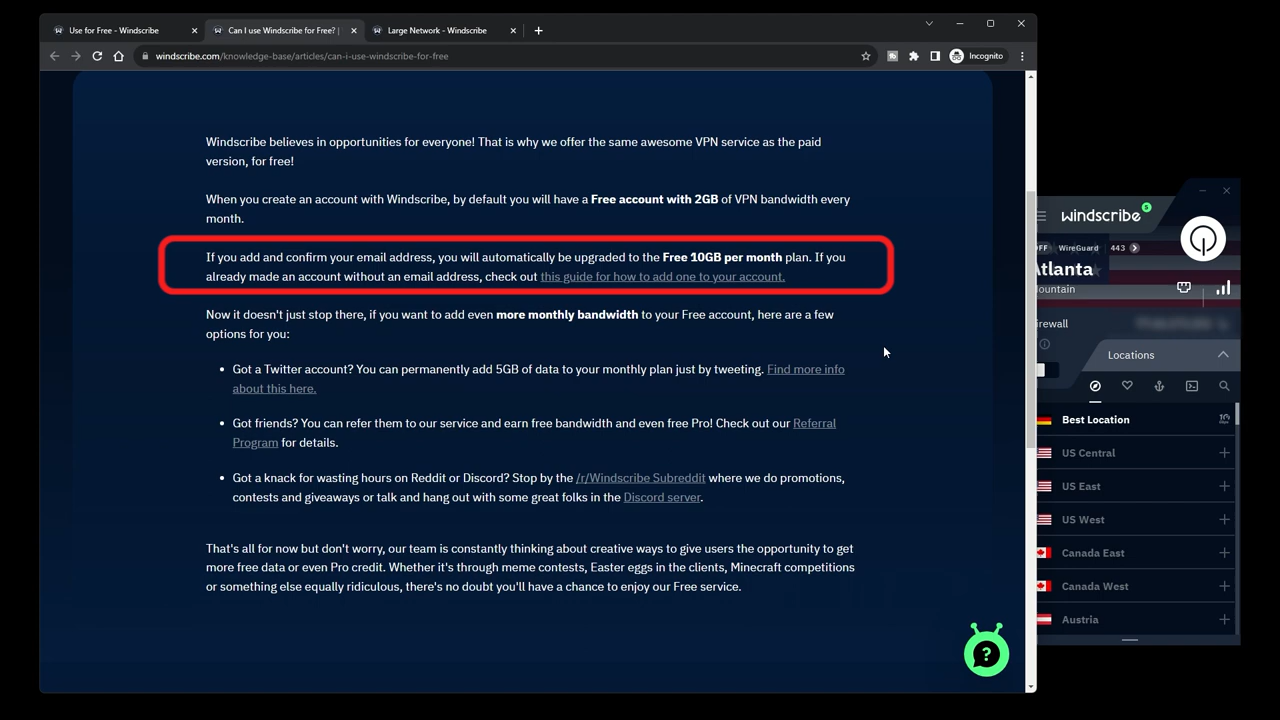 Use for Free - Windscribe
Can I use Windscribe for Free? |
Large Network - Windscribe
windscribe.com/knowledge-base/articles/can-i-use-windscribe-for-free
Incognito
Windscribe believes in opportunities for everyone! That is why we offer the same awesome VPN service as the paid
version, for free!
When you create an account with Windscribe, by default you will have a Free account with 2GB of VPN bandwidth every
month.
If you add and confirm your email address, you will automatically be upgraded to the Free 10GB per month plan. If you
already made an account without an email address, check out this guide for how to add one to your account.
Now it doesn't just stop there, if you want to add even more monthly bandwidth to your Free account, here are a few
options for you:
• Got a Twitter account? You can permanently add 5GB of data to your monthly plan just by tweeting. Find more info
about this here.
• Got friends? You can refer them to our service and earn free bandwidth and even free Pro! Check out our Referral
Program for details.
• Got a knack for wasting hours on Reddit or Discord? Stop by the /r/Windscribe Subreddit where we do promotions,
contests and giveaways or talk and hang out with some great folks in the Discord server.
That's all for now but don't worry, our team is constantly thinking about creative ways to give users the opportunity to get
more free data or even Pro credit. Whether it's through meme contests, Easter eggs in the clients, Minecraft competitions
or something else equally ridiculous, there's no doubt you'll have a chance to enjoy our Free service.
?
windscribe 5
OFF WireGuard 443
Atlanta
ountain
irewall
Locations
Best Location
US Central
US East
US West
Canada East
Canada West
Austria